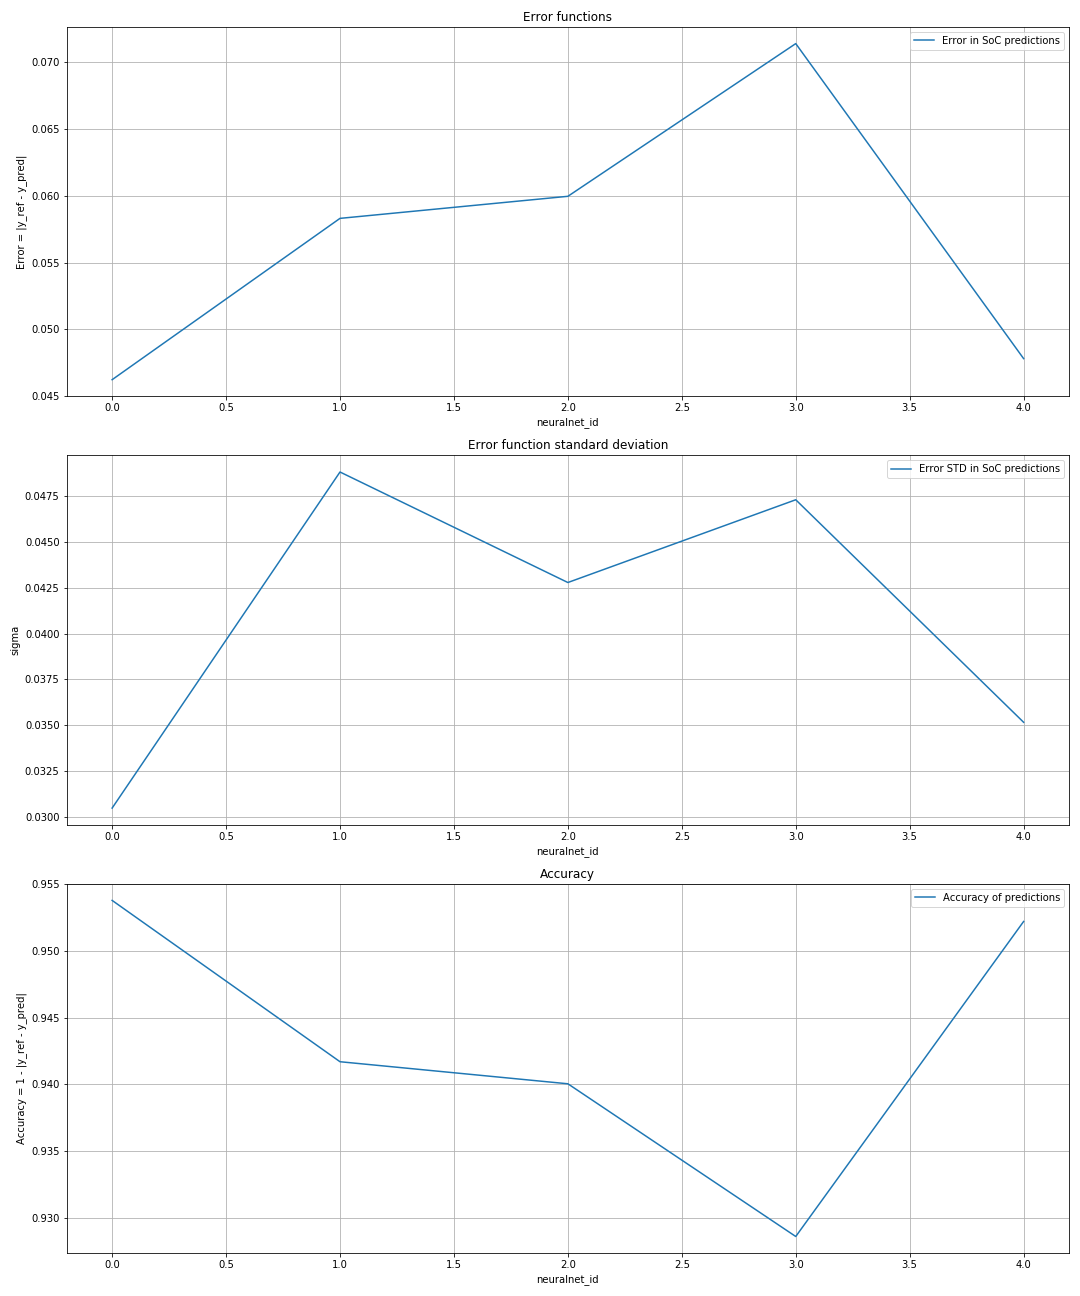 Error functions
Error in SoC predictions
0.070
0.065
0.060
0.055
0.050
0.045
Error = |y_ref - y_pred|
0.0 0.5 1.0 1.5 2.0 2.5 3.0 3.5 4.0
neuralnet_id
Error function standard deviation
Error STD in SoC predictions
0.0475
0.0450
0.0425
0.0400
0.0375
0.0350
0.0325
0.0300
sigma
0.0 0.5 1.0 1.5 2.0 2.5 3.0 3.5 4.0
neuralnet_id
Accuracy
Accuracy of predictions
0.955
0.950
0.945
0.940
0.935
0.930
Accuracy = 1 - |y_ref - y_pred|
0.0 0.5 1.0 1.5 2.0 2.5 3.0 3.5 4.0
neuralnet_id